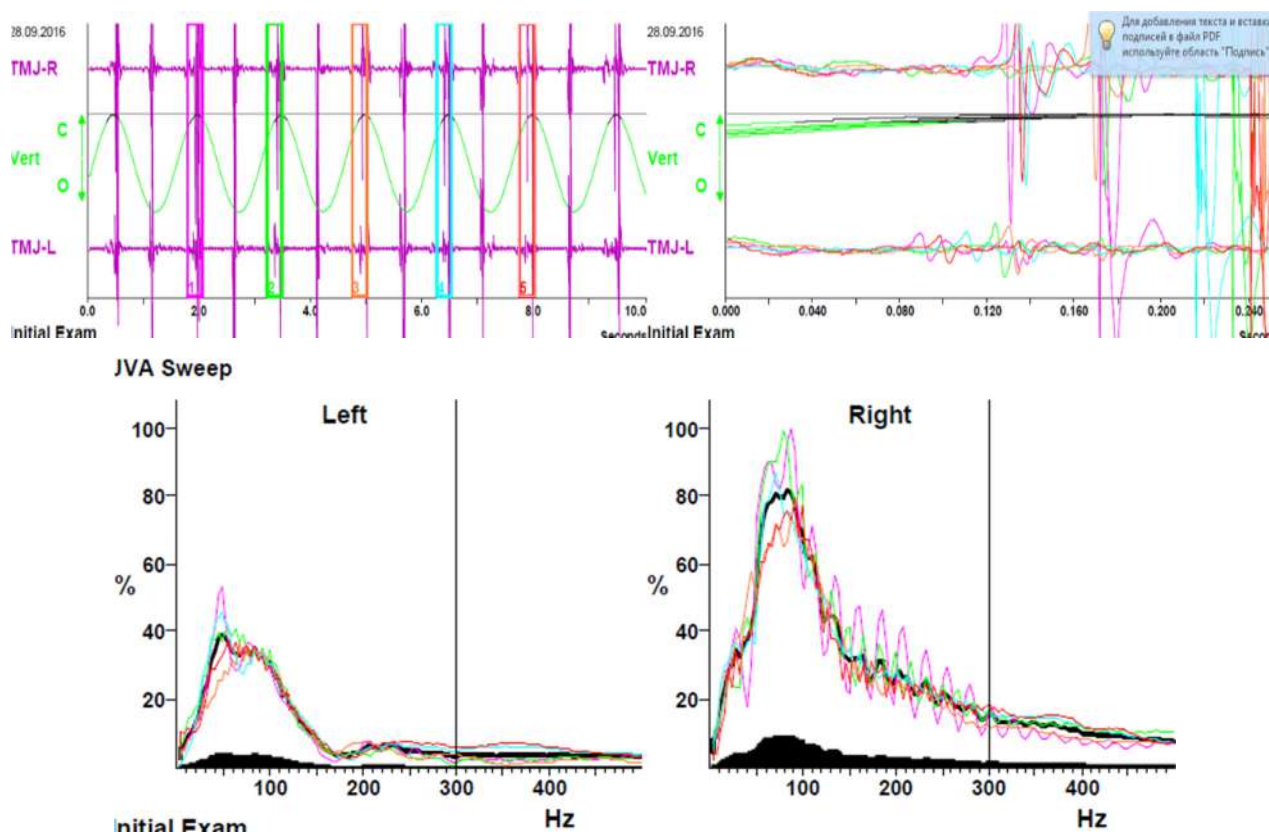 28.09.2016
TMJ-R
C
Vert
O
TMJ-L
1 2 3 4 5
0.0 2.0 4.0 6.0 8.0 10.0
Initial Exam Seconds
28.09.2016
Для добавления текста и вставки
подписей в файл PDF
используйте область "Подпись"
TMJ-R
C
Vert
O
TMJ-L
0.000 0.040 0.080 0.120 0.160 0.200 0.240
Initial Exam
JVA Sweep
Left
100
80
%
60
40
20
100 200 300 400
Hz
Right
100
80
60
%
40
20
100 200 300 400
Hz
Initial Exam